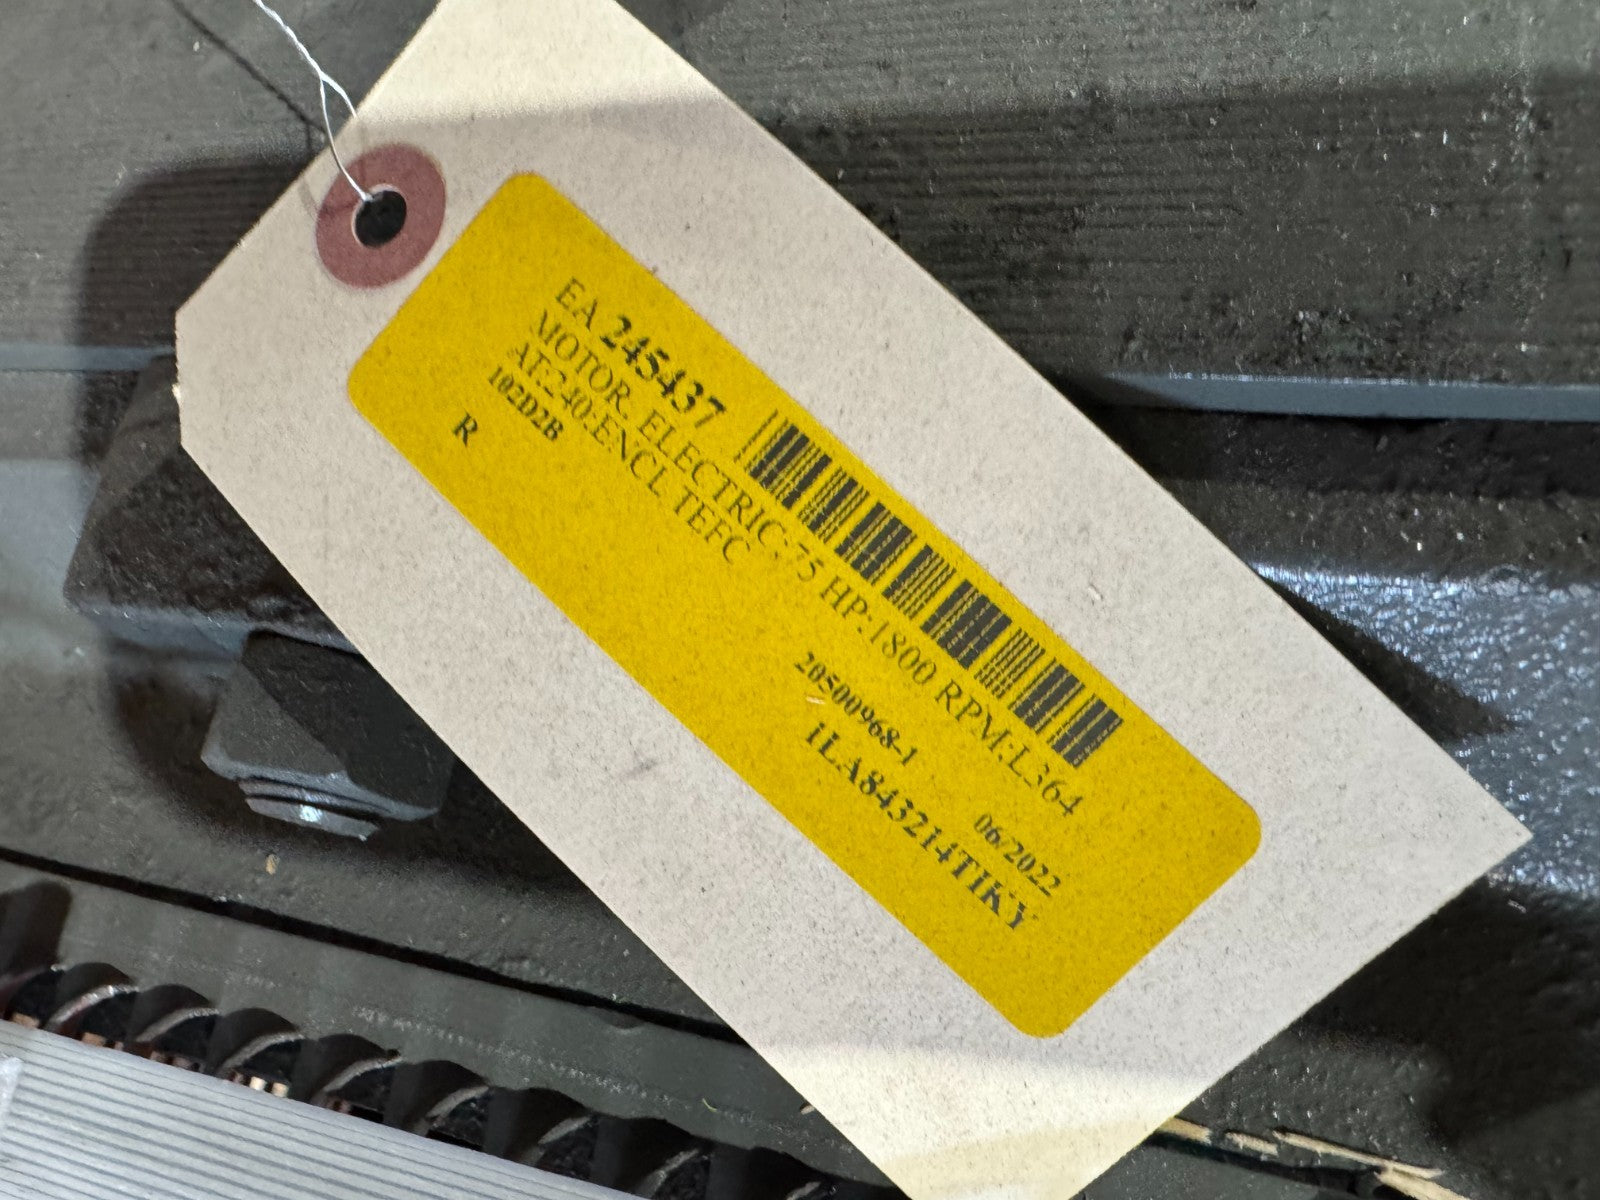 EA 245437
MOTOR, ELECTRIC:75 HP:1800 RPM:L364
AT:240:ENCL TEFC
102D2B
20500968-1 06/2022
R
1LA843214TIKY